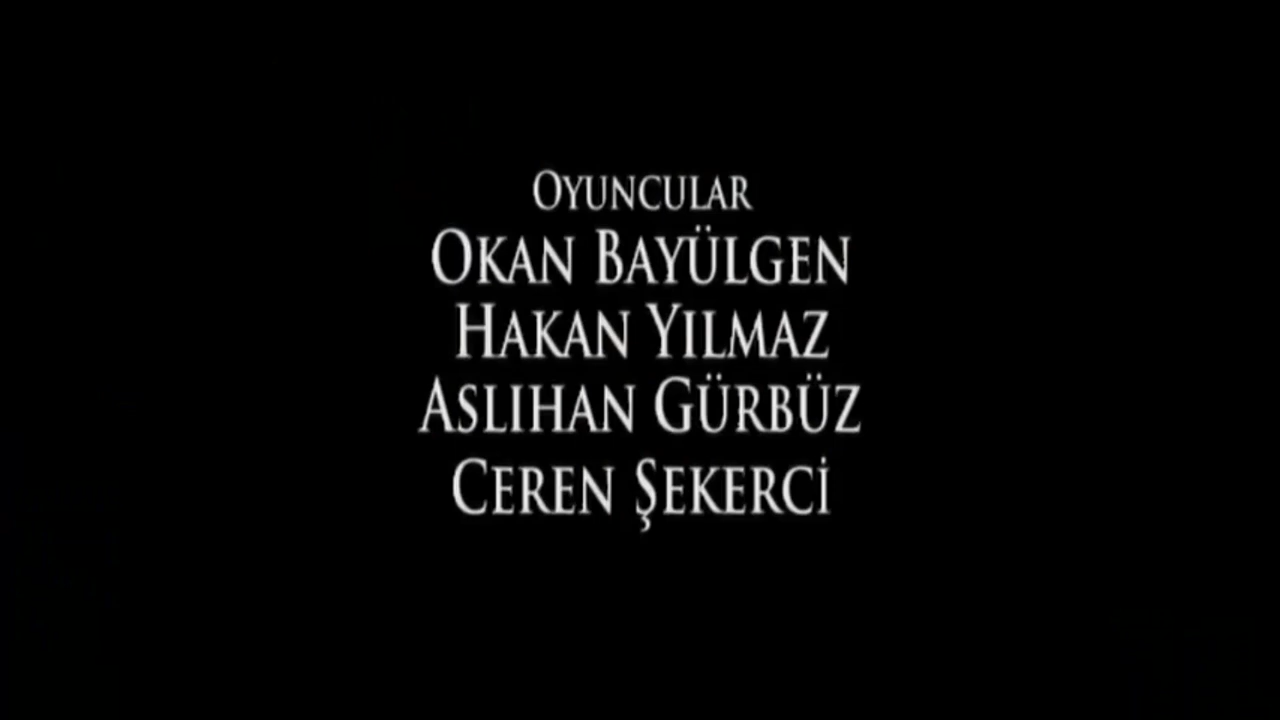 OYUNCULAR
OKAN BAYÜLGEN
HAKAN YILMAZ
ASLIHAN GÜRBÜZ
CEREN ŞEKERCİ